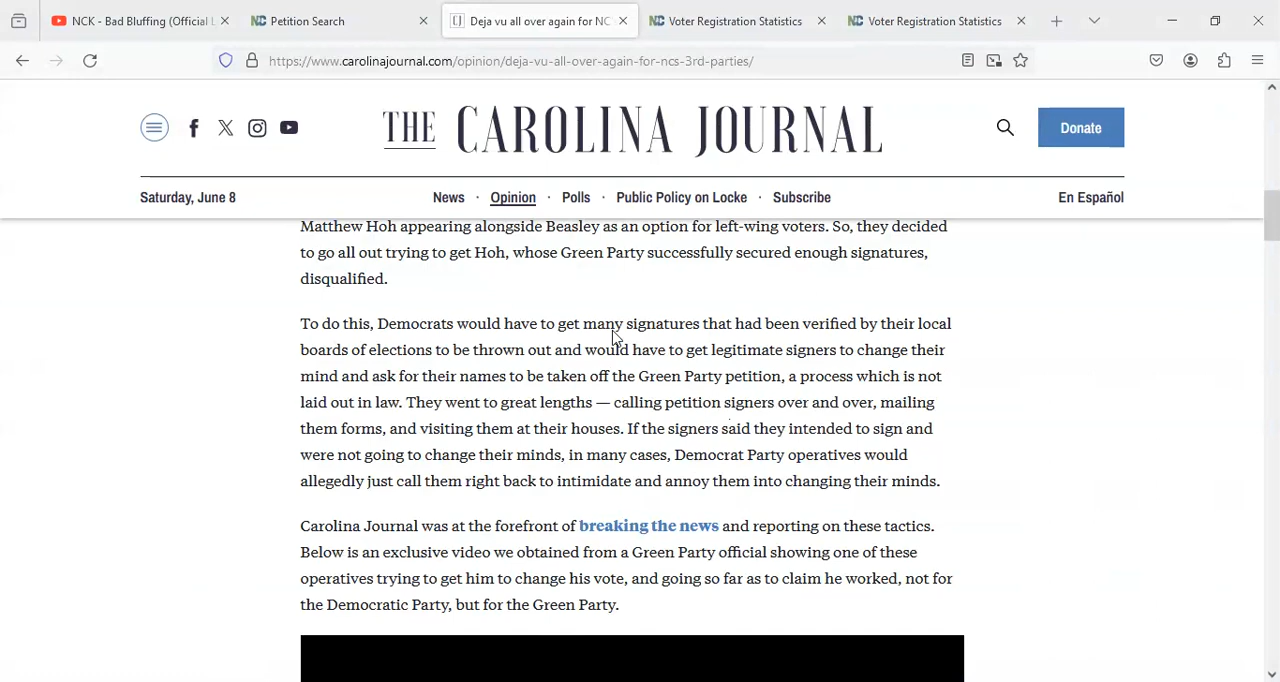 NCK - Bad Bluffing (Official L
Petition Search
Deja vu all over again for NC
Voter Registration Statistics
Voter Registration Statistics
https://www.carolinajournal.com/opinion/deja-vu-all-over-again-for-ncs-3rd-parties/
THE CAROLINA JOURNAL
Donate
Saturday, June 8
News · Opinion · Polls · Public Policy on Locke · Subscribe
En Español
Matthew Hoh appearing alongside Beasley as an option for left-wing voters. So, they decided
to go all out trying to get Hoh, whose Green Party successfully secured enough signatures,
disqualified.
To do this, Democrats would have to get many signatures that had been verified by their local
boards of elections to be thrown out and would have to get legitimate signers to change their
mind and ask for their names to be taken off the Green Party petition, a process which is not
laid out in law. They went to great lengths — calling petition signers over and over, mailing
them forms, and visiting them at their houses. If the signers said they intended to sign and
were not going to change their minds, in many cases, Democrat Party operatives would
allegedly just call them right back to intimidate and annoy them into changing their minds.
Carolina Journal was at the forefront of breaking the news and reporting on these tactics.
Below is an exclusive video we obtained from a Green Party official showing one of these
operatives trying to get him to change his vote, and going so far as to claim he worked, not for
the Democratic Party, but for the Green Party.